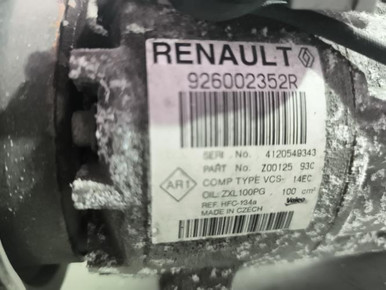 RENAULT
926002352R
SERI. No. 4120549343
PART No. Z00125 93C
AR1
COMP TYPE VCS- 14EC
OIL:ZXL100PG 100 cm³
REF. HFC-134a
MADE IN CZECH
Valeo